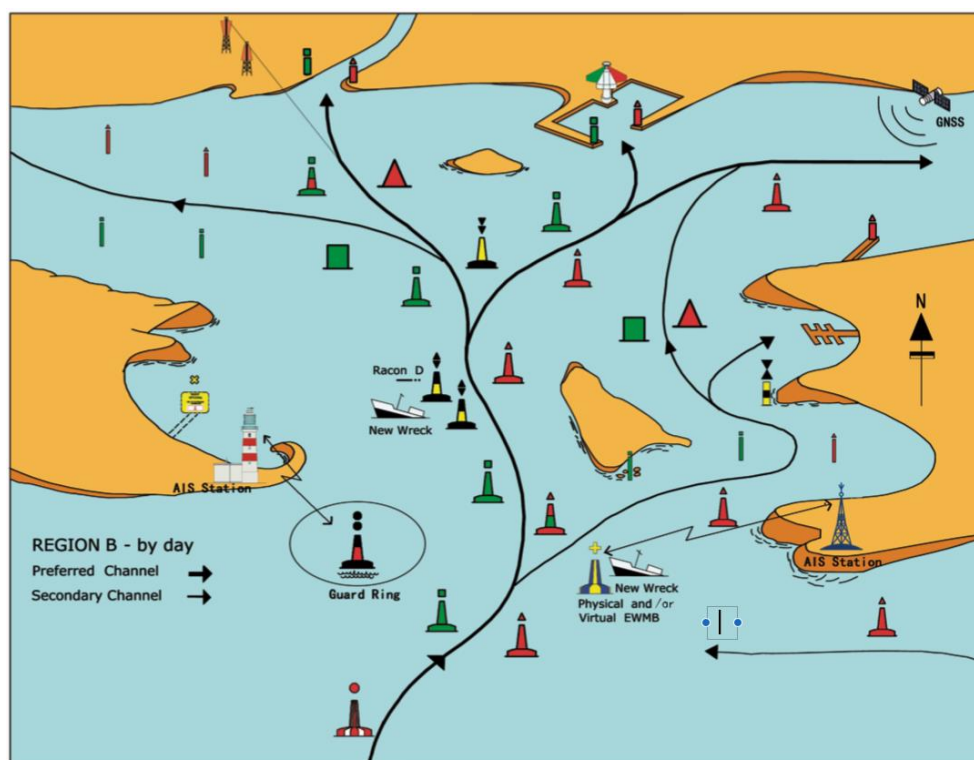 GNSS
N
Racon D
New Wreck
AIS Station
REGION B - by day
Preferred Channel
Secondary Channel
Guard Ring
New Wreck
Physical and /or
Virtual EWMB
AIS Station